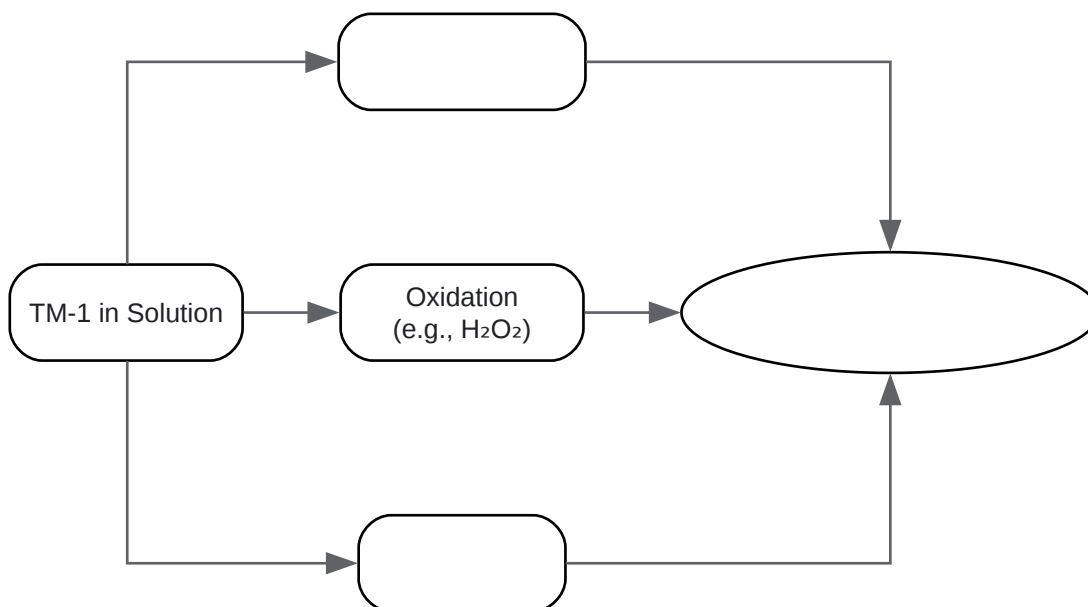 TM-1 in Solution
Oxidation
(e.g., H₂O₂)